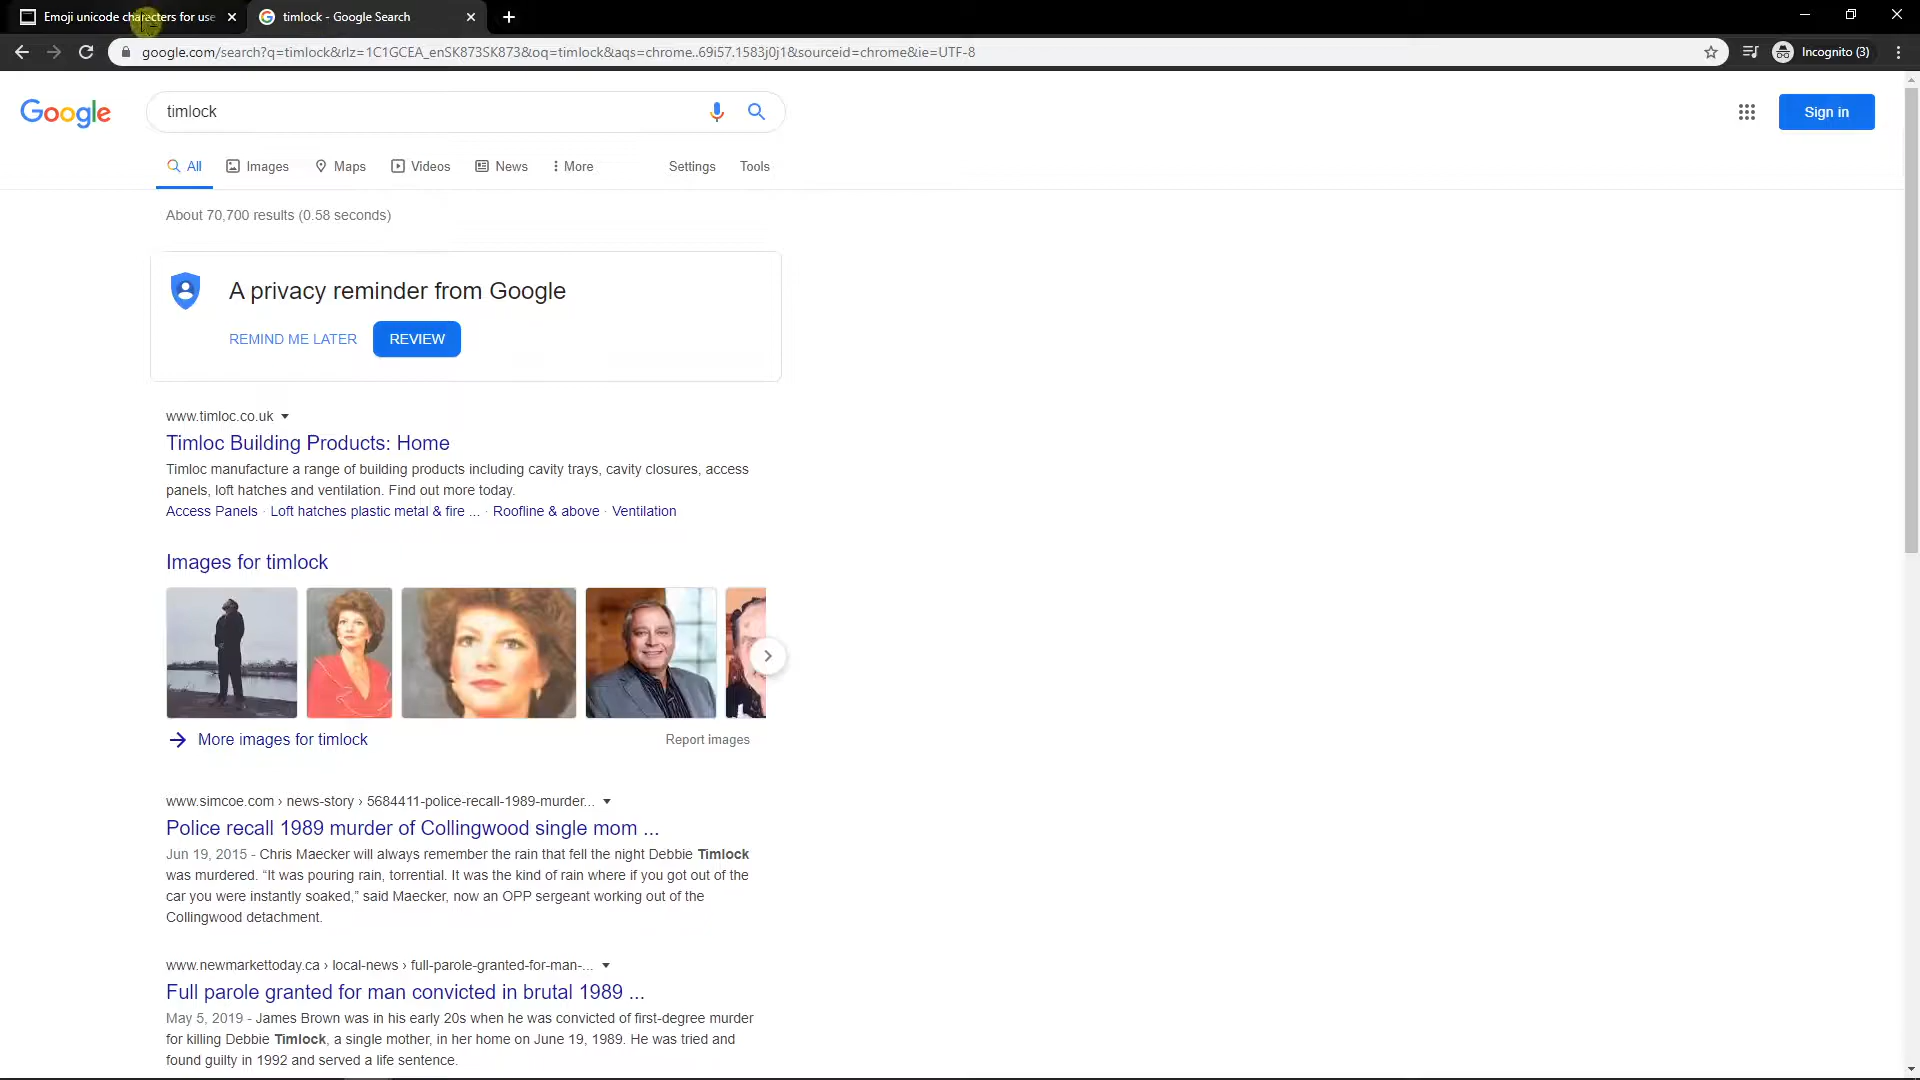 Emoji unicode characters for use
timlock - Google Search
google.com/search?q=timlock&rlz=1C1GCEA_enSK873SK873&oq=timlock&aqs=chrome..69i57.1583j0j1&sourceid=chrome&ie=UTF-8
Incognito (3)
Google
timlock
Sign in
All
Images
Maps
Videos
News
More
Settings
Tools
About 70,700 results (0.58 seconds)
A privacy reminder from Google
REMIND ME LATER
REVIEW
www.timloc.co.uk
Timloc Building Products: Home
Timloc manufacture a range of building products including cavity trays, cavity closures, access
panels, loft hatches and ventilation. Find out more today.
Access Panels · Loft hatches plastic metal & fire ... · Roofline & above · Ventilation
Images for timlock
More images for timlock
Report images
www.simcoe.com › news-story › 5684411-police-recall-1989-murder...
Police recall 1989 murder of Collingwood single mom ...
Jun 19, 2015 - Chris Maecker will always remember the rain that fell the night Debbie Timlock
was murdered. “It was pouring rain, torrential. It was the kind of rain where if you got out of the
car you were instantly soaked,” said Maecker, now an OPP sergeant working out of the
Collingwood detachment.
www.newmarkettoday.ca › local-news › full-parole-granted-for-man-...
Full parole granted for man convicted in brutal 1989 ...
May 5, 2019 - James Brown was in his early 20s when he was convicted of first-degree murder
for killing Debbie Timlock, a single mother, in her home on June 19, 1989. He was tried and
found guilty in 1992 and served a life sentence.